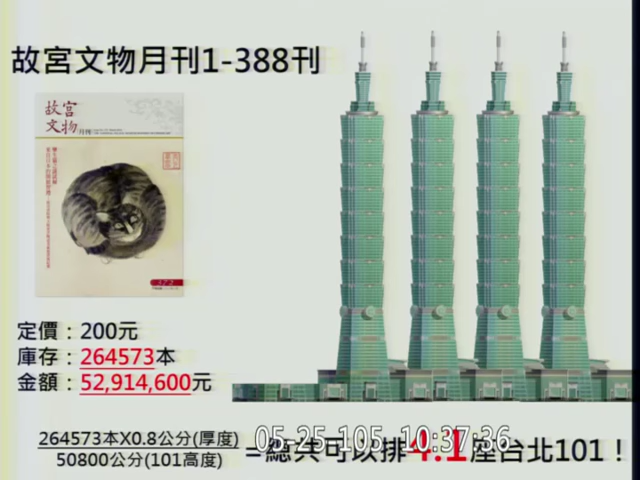 故宮文物月刊1-388刊
故宮
文物月刊
372
定價：200元
庫存：264573本
金額：52,914,600元
264573本X0.8公分(厚度)
50800公分(101高度)
=總共可以排4.1座台北101！
05-25-105 10:37:36